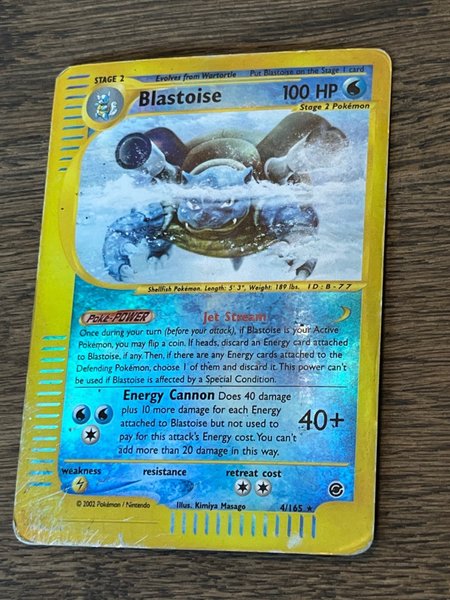 STAGE 2
Evolves from Wartortle
Put Blastoise on the Stage 1 card
Blastoise
100 HP
Stage 2 Pokémon
Shellfish Pokémon. Length: 5' 3", Weight: 189 lbs. ID:B-77
POKé-POWER Jet Stream
Once during your turn (before your attack), if Blastoise is your Active
Pokémon, you may flip a coin. If heads, discard an Energy card attached
to Blastoise, if any. Then, if there are any Energy cards attached to the
Defending Pokémon, choose 1 of them and discard it. This power can't
be used if Blastoise is affected by a Special Condition.
Energy Cannon Does 40 damage
plus 10 more damage for each Energy
attached to Blastoise but not used to
pay for this attack's Energy cost. You can't
add more than 20 damage in this way.
40+
weakness resistance retreat cost
© 2002 Pokémon / Nintendo Illus. Kimiya Masago 4/165 ★